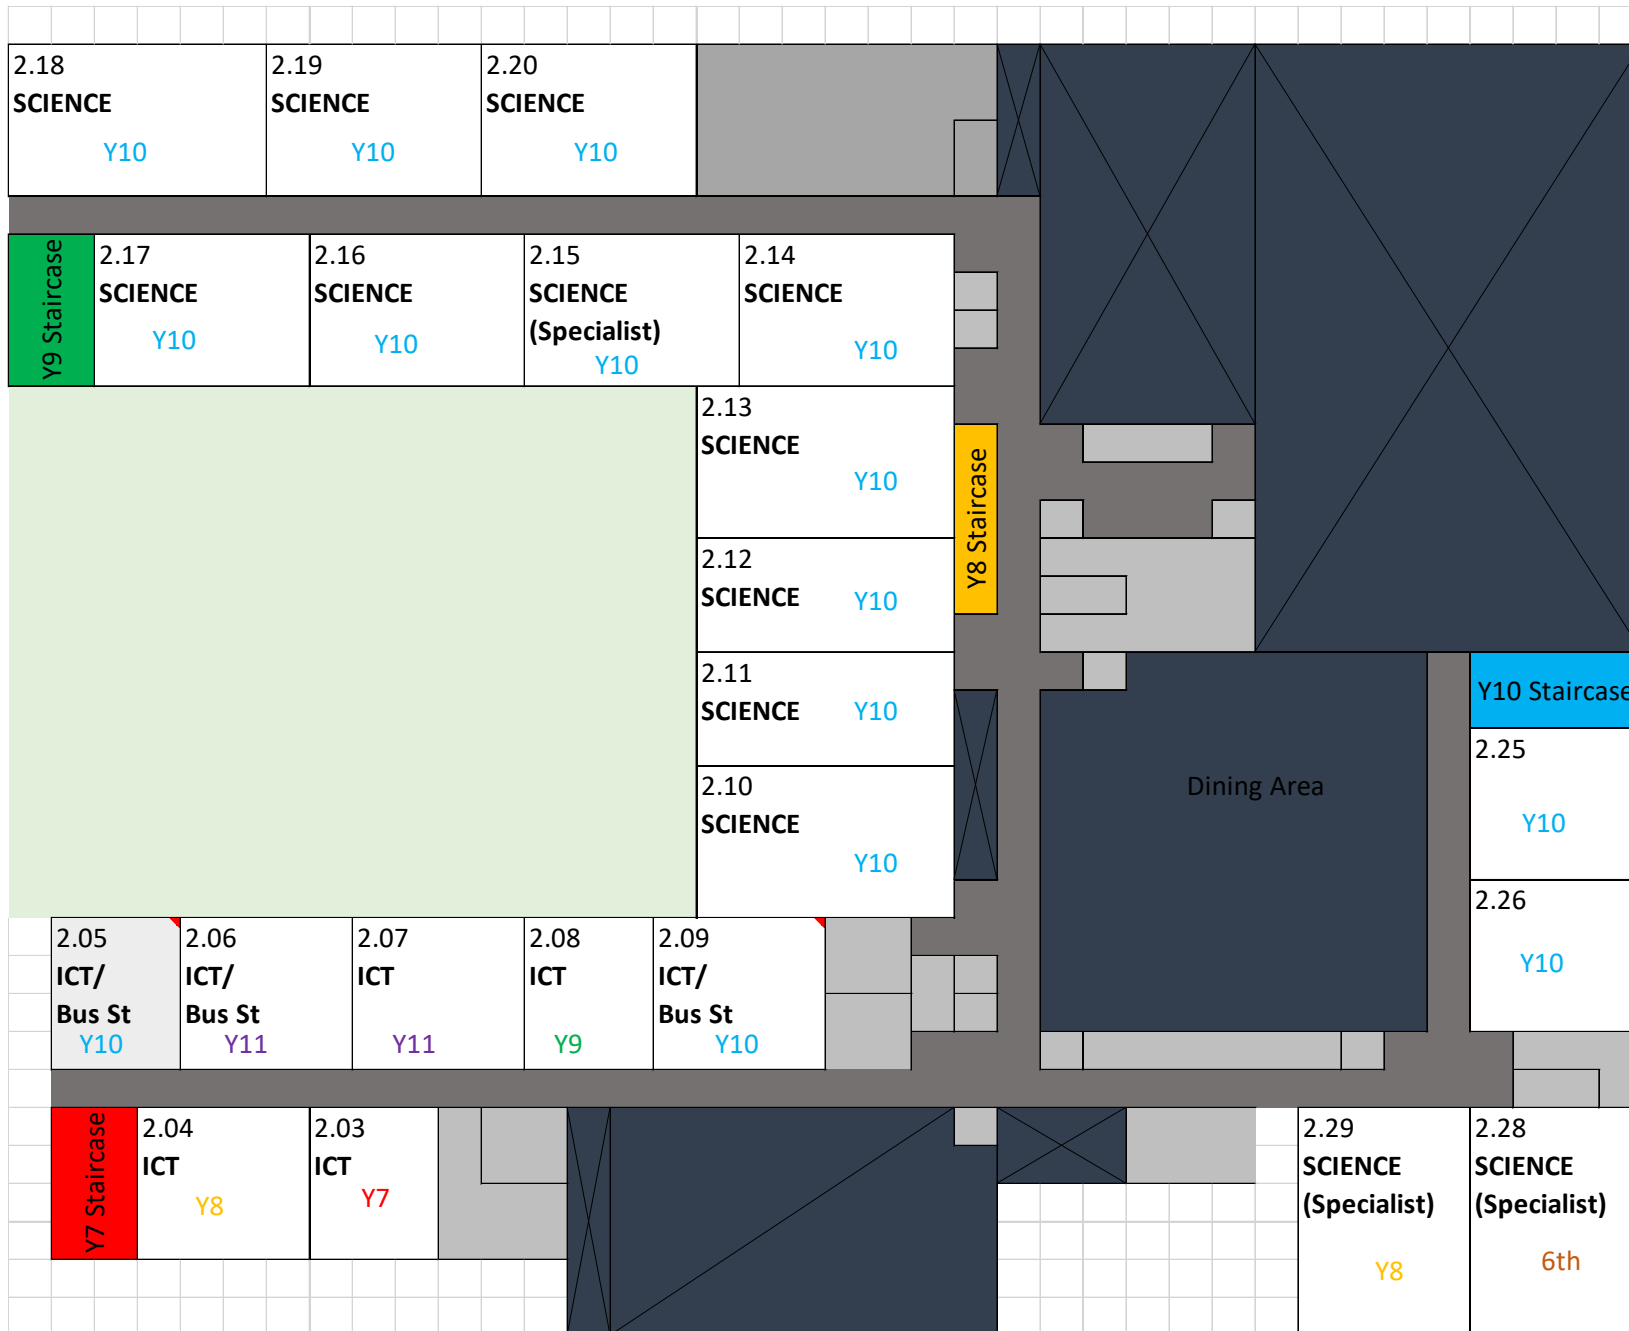 2.18
SCIENCE
Y10
2.19
SCIENCE
Y10
2.20
SCIENCE
Y10
Y9 Staircase
2.17
SCIENCE
Y10
2.16
SCIENCE
Y10
2.15
SCIENCE
(Specialist)
Y10
2.14
SCIENCE
Y10
2.13
SCIENCE
Y10
Y8 Staircase
2.12
SCIENCE
Y10
2.11
SCIENCE
Y10
Y10 Staircase
2.10
SCIENCE
Y10
Dining Area
2.25
Y10
2.26
Y10
2.05
ICT/
Bus St
Y10
2.06
ICT/
Bus St
Y11
2.07
ICT
Y11
2.08
ICT
Y9
2.09
ICT/
Bus St
Y10
Y7 Staircase
2.04
ICT
Y8
2.03
ICT
Y7
2.29
SCIENCE
(Specialist)
Y8
2.28
SCIENCE
(Specialist)
6th